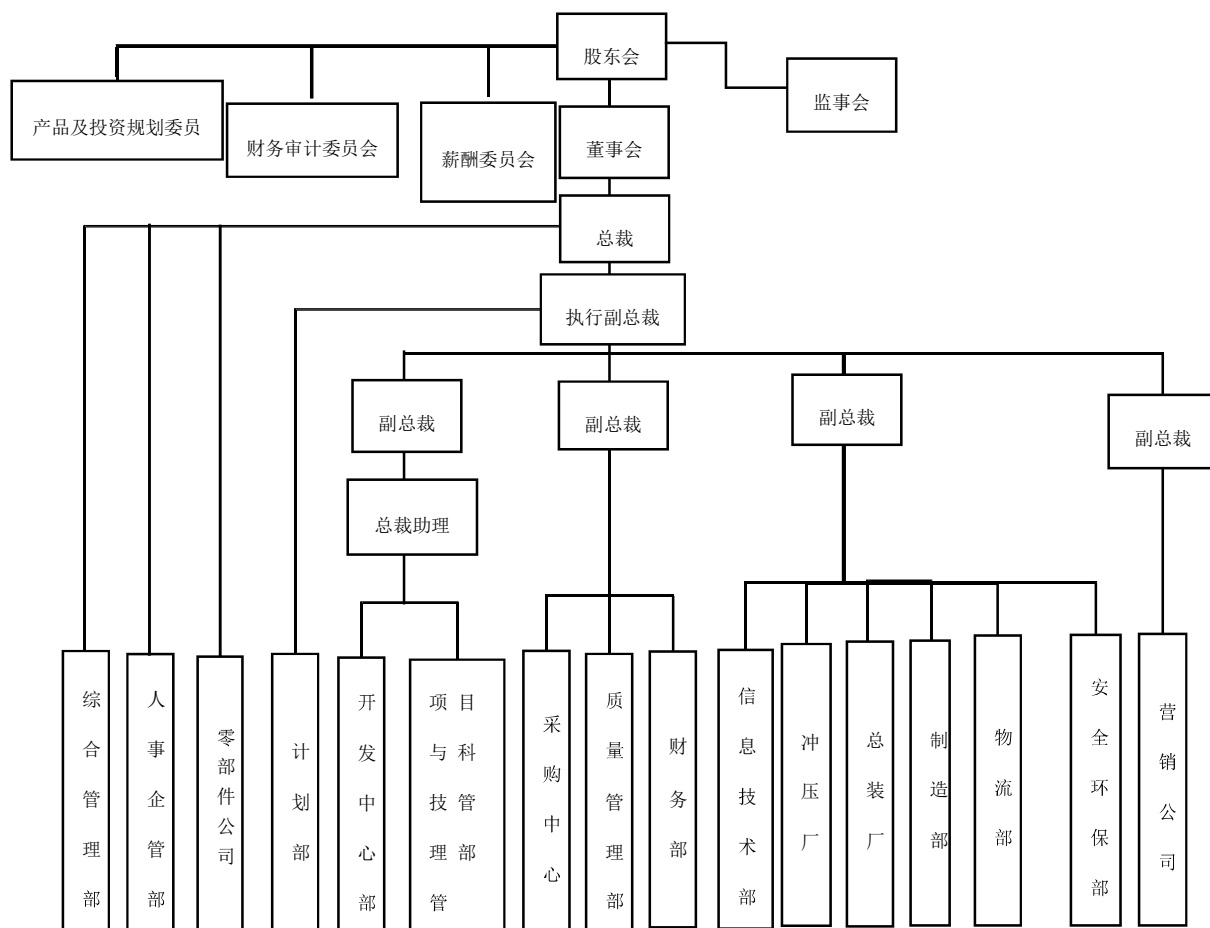 股东会
监事会
产品及投资规划委员
财务审计委员会
薪酬委员会
董事会
总裁
执行副总裁
副总裁
副总裁
副总裁
副总裁
总裁助理
综合管理部
人事企管部
零部件公司
计划部
开发中心部
项目
与科
技管
理部
管
采购中心
质量管理部
财务部
信息技术部
冲压厂
总装厂
制造部
物流部
安全环保部
营销公司